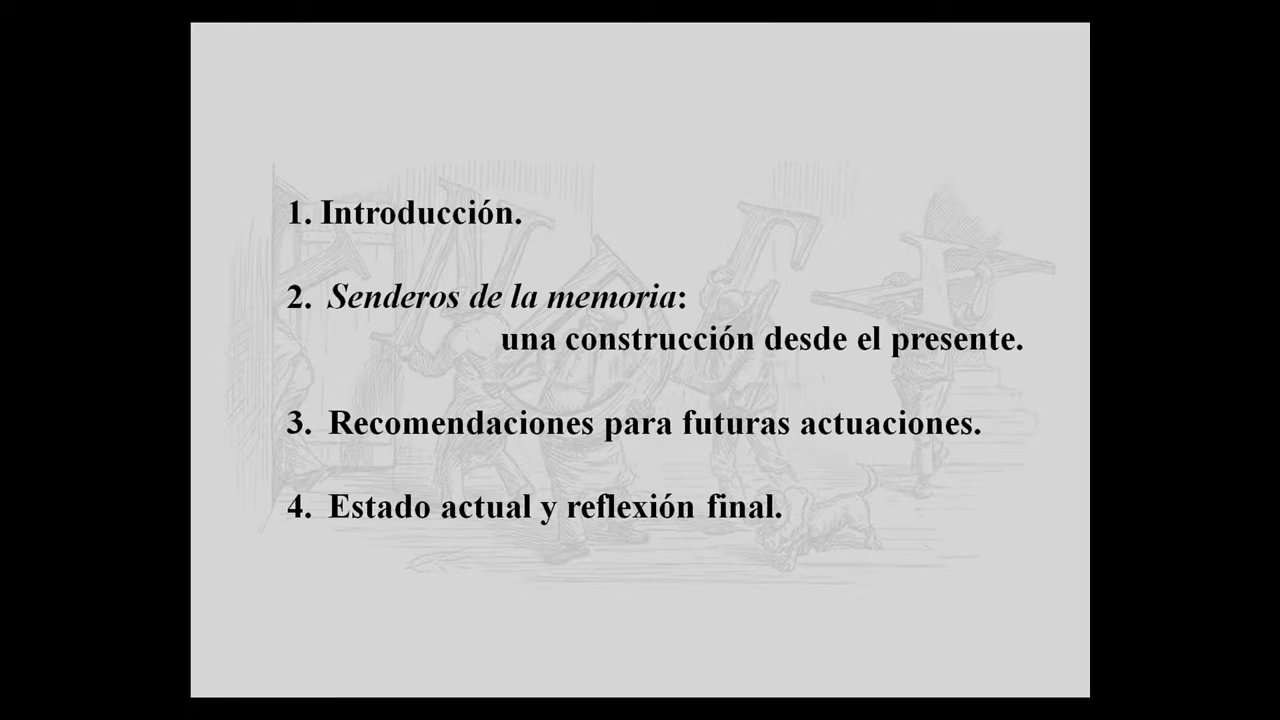 1. Introducción.
2. Senderos de la memoria:
una construcción desde el presente.
3. Recomendaciones para futuras actuaciones.
4. Estado actual y reflexión final.